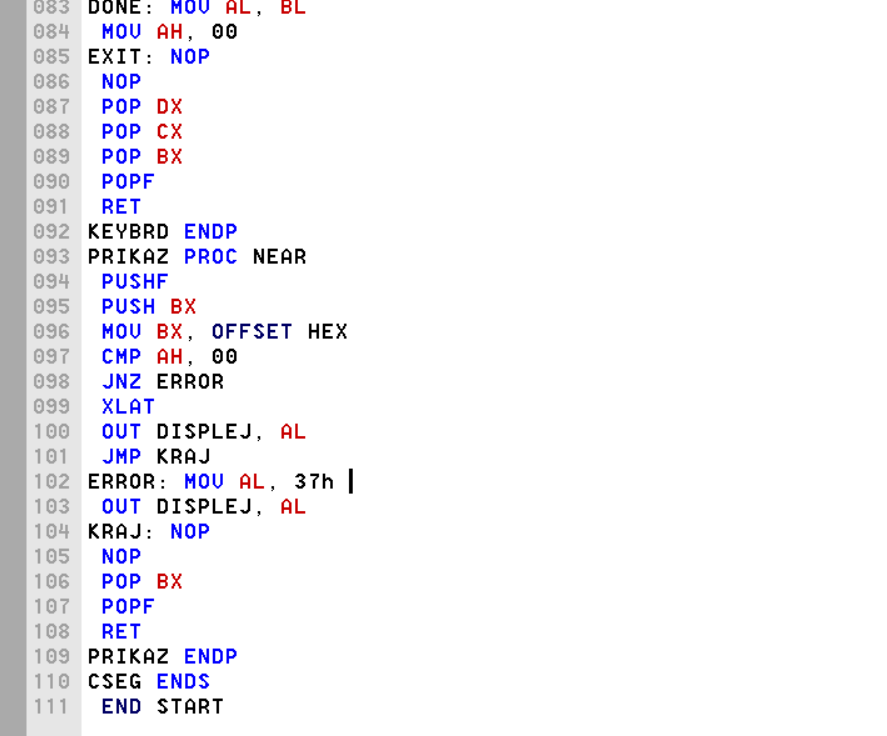 083 DONE: MOV AL, BL
084 MOV AH, 00
085 EXIT: NOP
086 NOP
087 POP DX
088 POP CX
089 POP BX
090 POPF
091 RET
092 KEYBRD ENDP
093 PRIKAZ PROC NEAR
094 PUSHF
095 PUSH BX
096 MOV BX, OFFSET HEX
097 CMP AH, 00
098 JNZ ERROR
099 XLAT
100 OUT DISPLEJ, AL
101 JMP KRAJ
102 ERROR: MOV AL, 37h
103 OUT DISPLEJ, AL
104 KRAJ: NOP
105 NOP
106 POP BX
107 POPF
108 RET
109 PRIKAZ ENDP
110 CSEG ENDS
111 END START